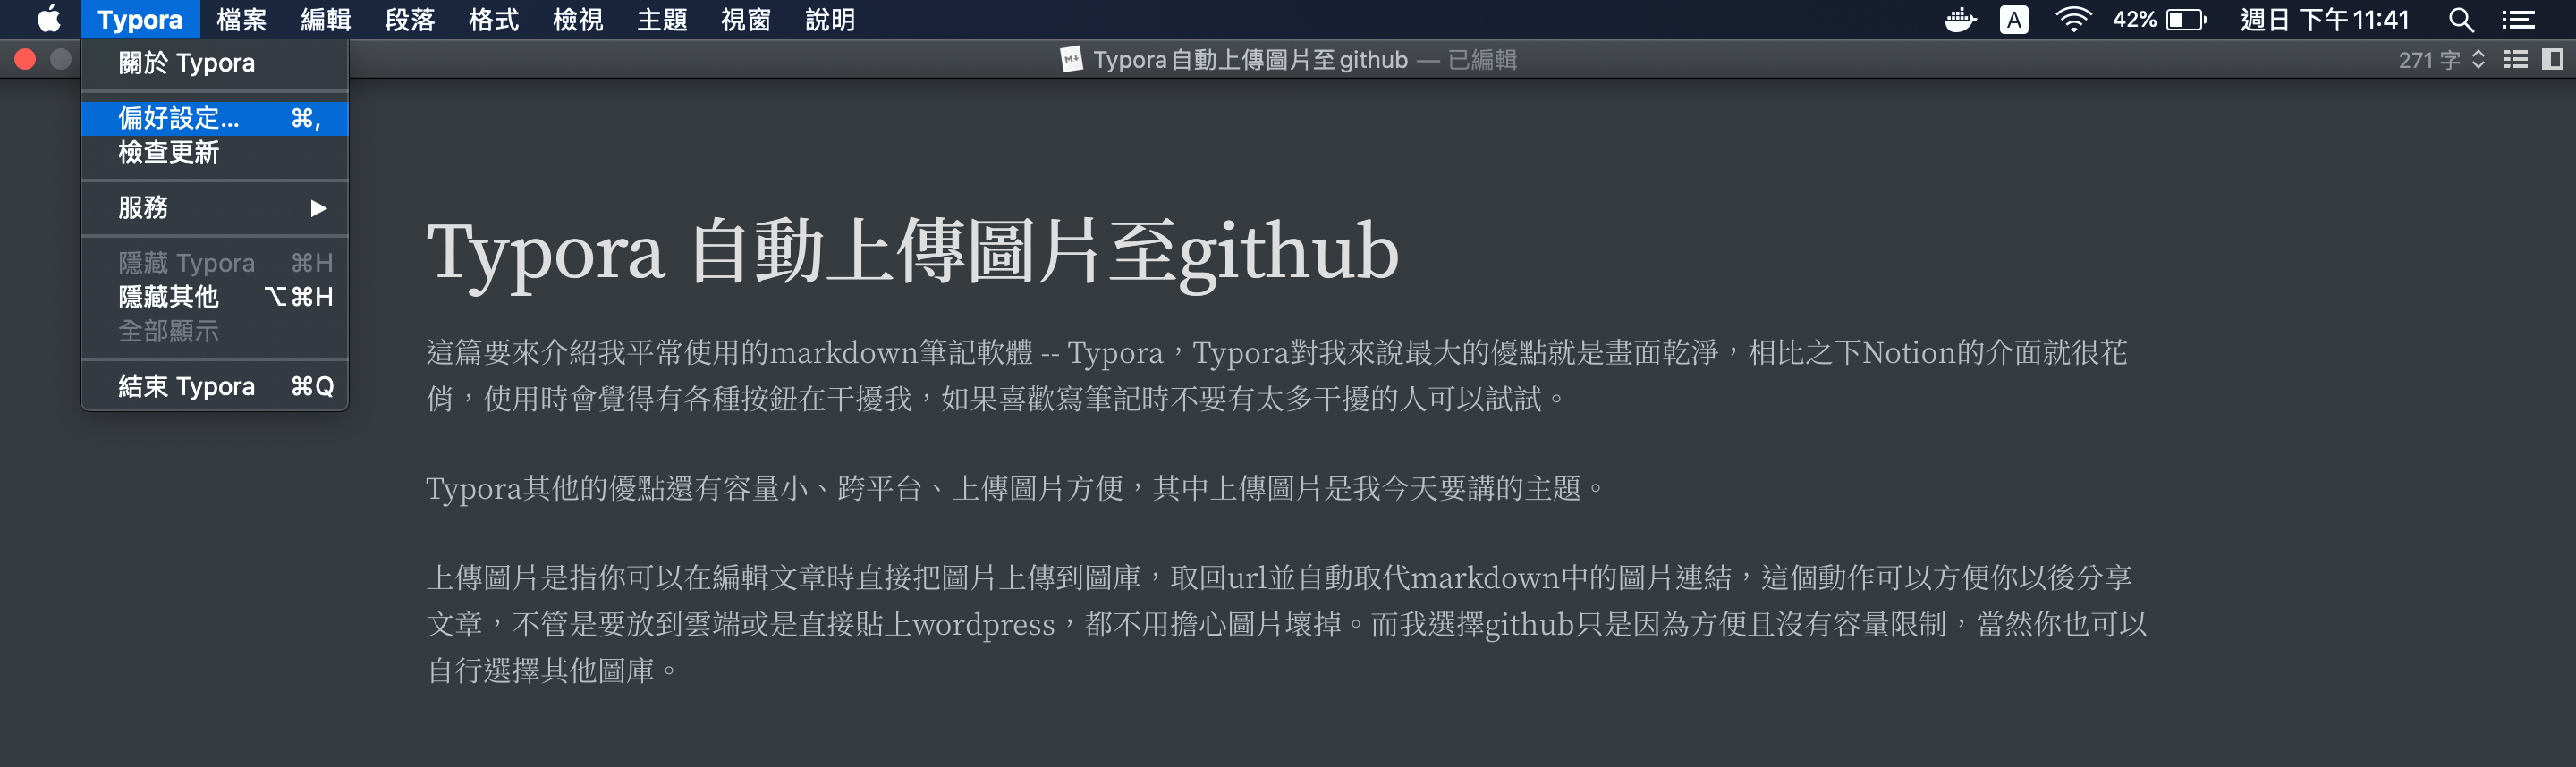 Typora 檔案 編輯 段落 格式 檢視 主題 視窗 說明 A 42% 週日 下午11:41
Typora自動上傳圖片至github — 已編輯 271 字
關於 Typora
偏好設定... ⌘,
檢查更新
服務 ▶
隱藏 Typora ⌘H
隱藏其他 ⌥⌘H
全部顯示
結束 Typora ⌘Q
Typora 自動上傳圖片至github
這篇要來介紹我平常使用的markdown筆記軟體 -- Typora，Typora對我來說最大的優點就是畫面乾淨，相比之下Notion的介面就很花
俏，使用時會覺得有各種按鈕在干擾我，如果喜歡寫筆記時不要有太多干擾的人可以試試。
Typora其他的優點還有容量小、跨平台、上傳圖片方便，其中上傳圖片是我今天要講的主題。
上傳圖片是指你可以在編輯文章時直接把圖片上傳到圖庫，取回url並自動取代markdown中的圖片連結，這個動作可以方便你以後分享
文章，不管是要放到雲端或是直接貼上wordpress，都不用擔心圖片壞掉。而我選擇github只是因為方便且沒有容量限制，當然你也可以
自行選擇其他圖庫。